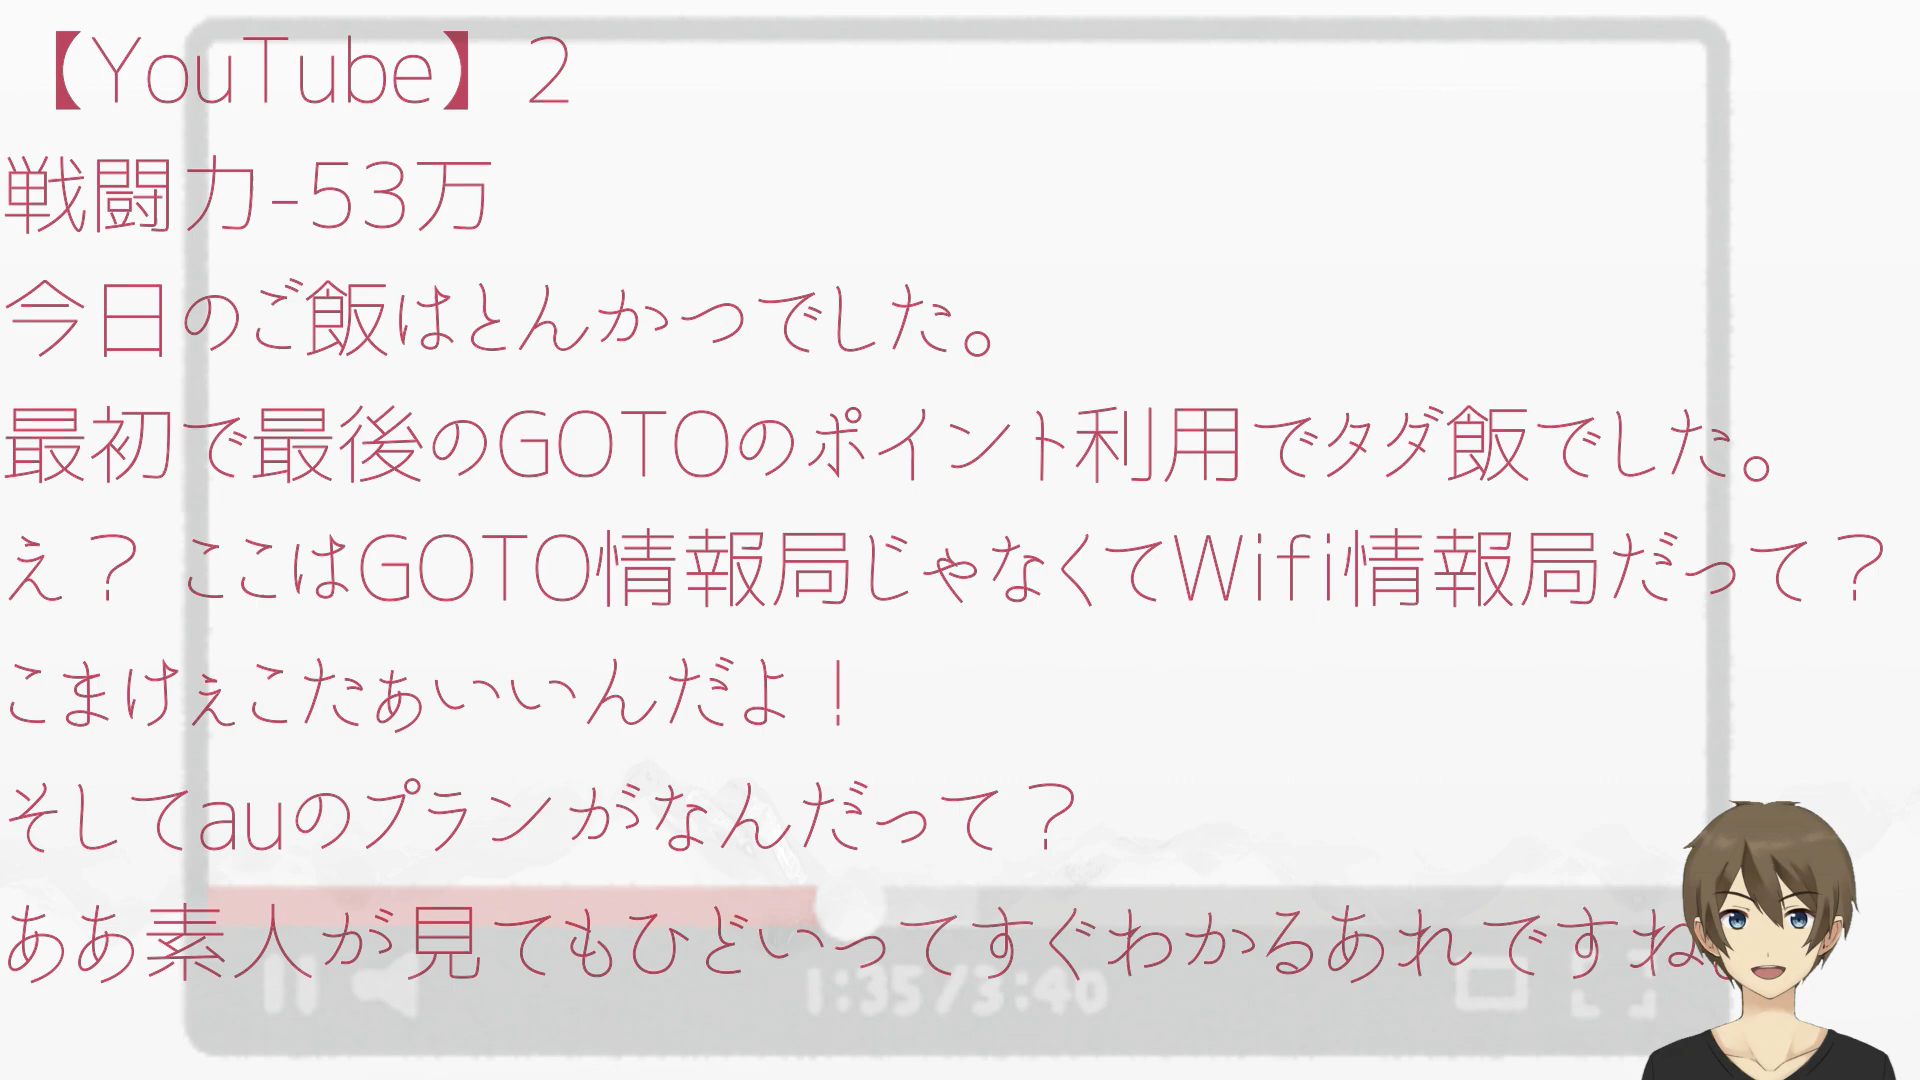 【YouTube】２
戦闘力-53万
今日のご飯はとんかつでした。
最初で最後のGOTOのポイント利用でタダ飯でした。
え？ ここはGOTO情報局じゃなくてWifi情報局だって？
こまけぇこたぁいいんだよ！
そしてauのプランがなんだって？
ああ素人が見てもひどいってすぐわかるあれですね。
1:35/3:40